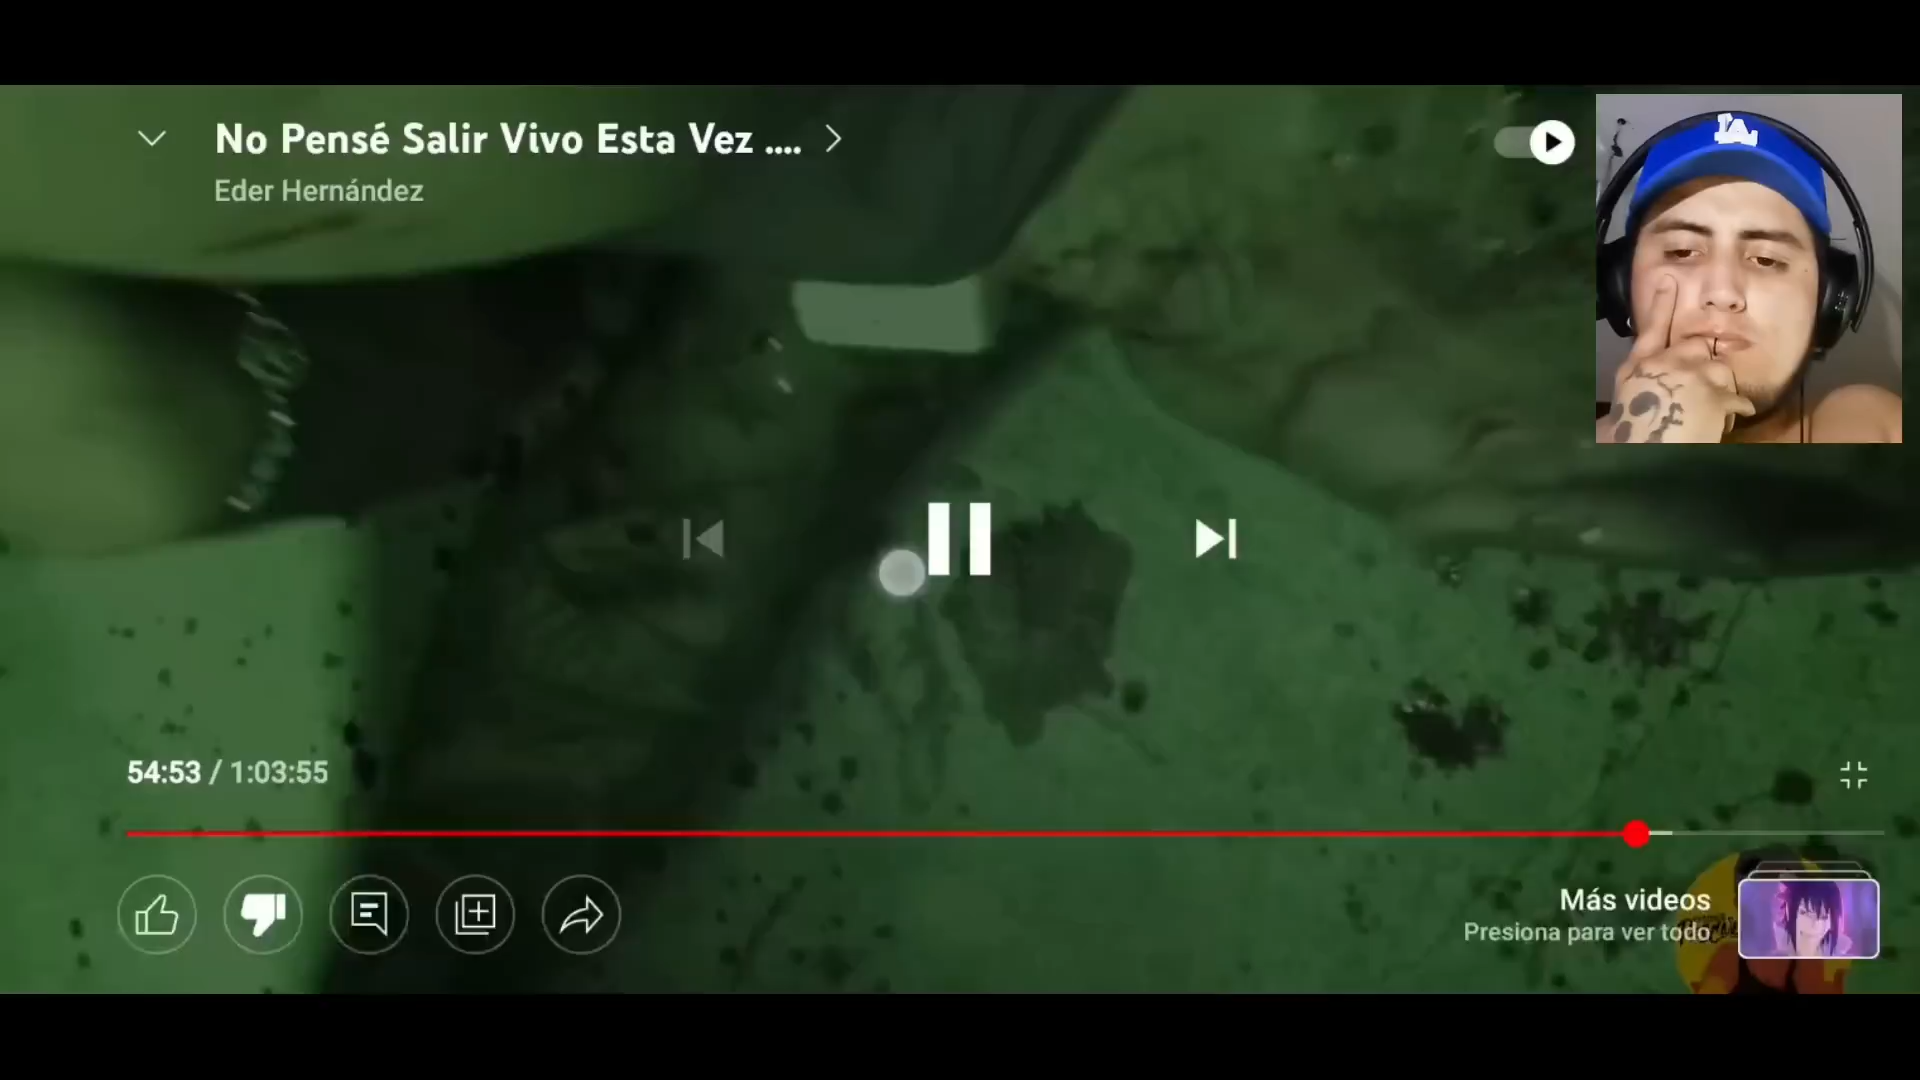 No Pensé Salir Vivo Esta Vez ....
Eder Hernández
LA
54:53 / 1:03:55
Más videos
Presiona para ver todo